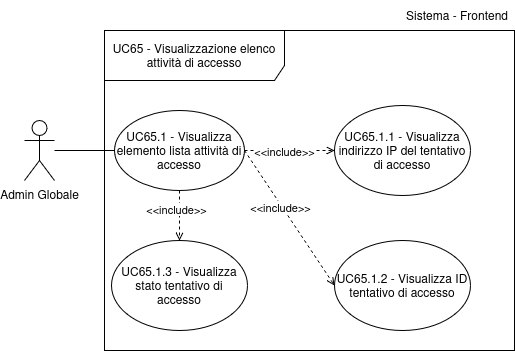 Sistema - Frontend
UC65 - Visualizzazione elenco
attività di accesso
UC65.1 - Visualizza
elemento lista attività di
accesso
<<include>>
UC65.1.1 - Visualizza
indirizzo IP del tentativo
di accesso
Admin Globale
<<include>>
<<include>>
UC65.1.3 - Visualizza
stato tentativo di
accesso
UC65.1.2 - Visualizza ID
tentativo di accesso